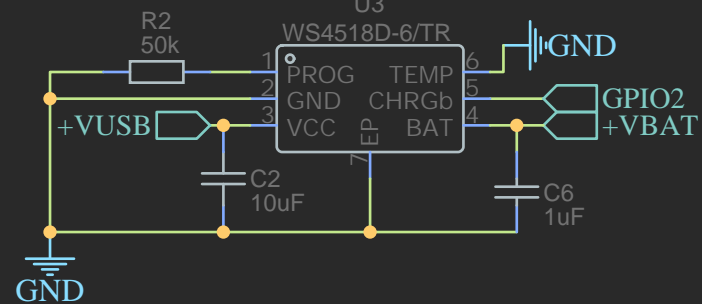 U3
R2
50k
WS4518D-6/TR
GND
1
PROG
TEMP
6
2
GND
CHRGb
5
GPIO2
+VUSB
3
VCC
EP
BAT
4
+VBAT
7
C2
10uF
C6
1uF
GND